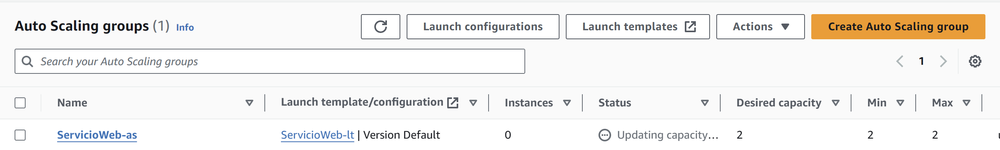 Auto Scaling groups (1) Info
Launch configurations
Launch templates
Actions
Create Auto Scaling group
Search your Auto Scaling groups
1
Name Launch template/configuration Instances Status Desired capacity Min Max
ServicioWeb-as ServicioWeb-lt | Version Default 0 Updating capacity... 2 2 2